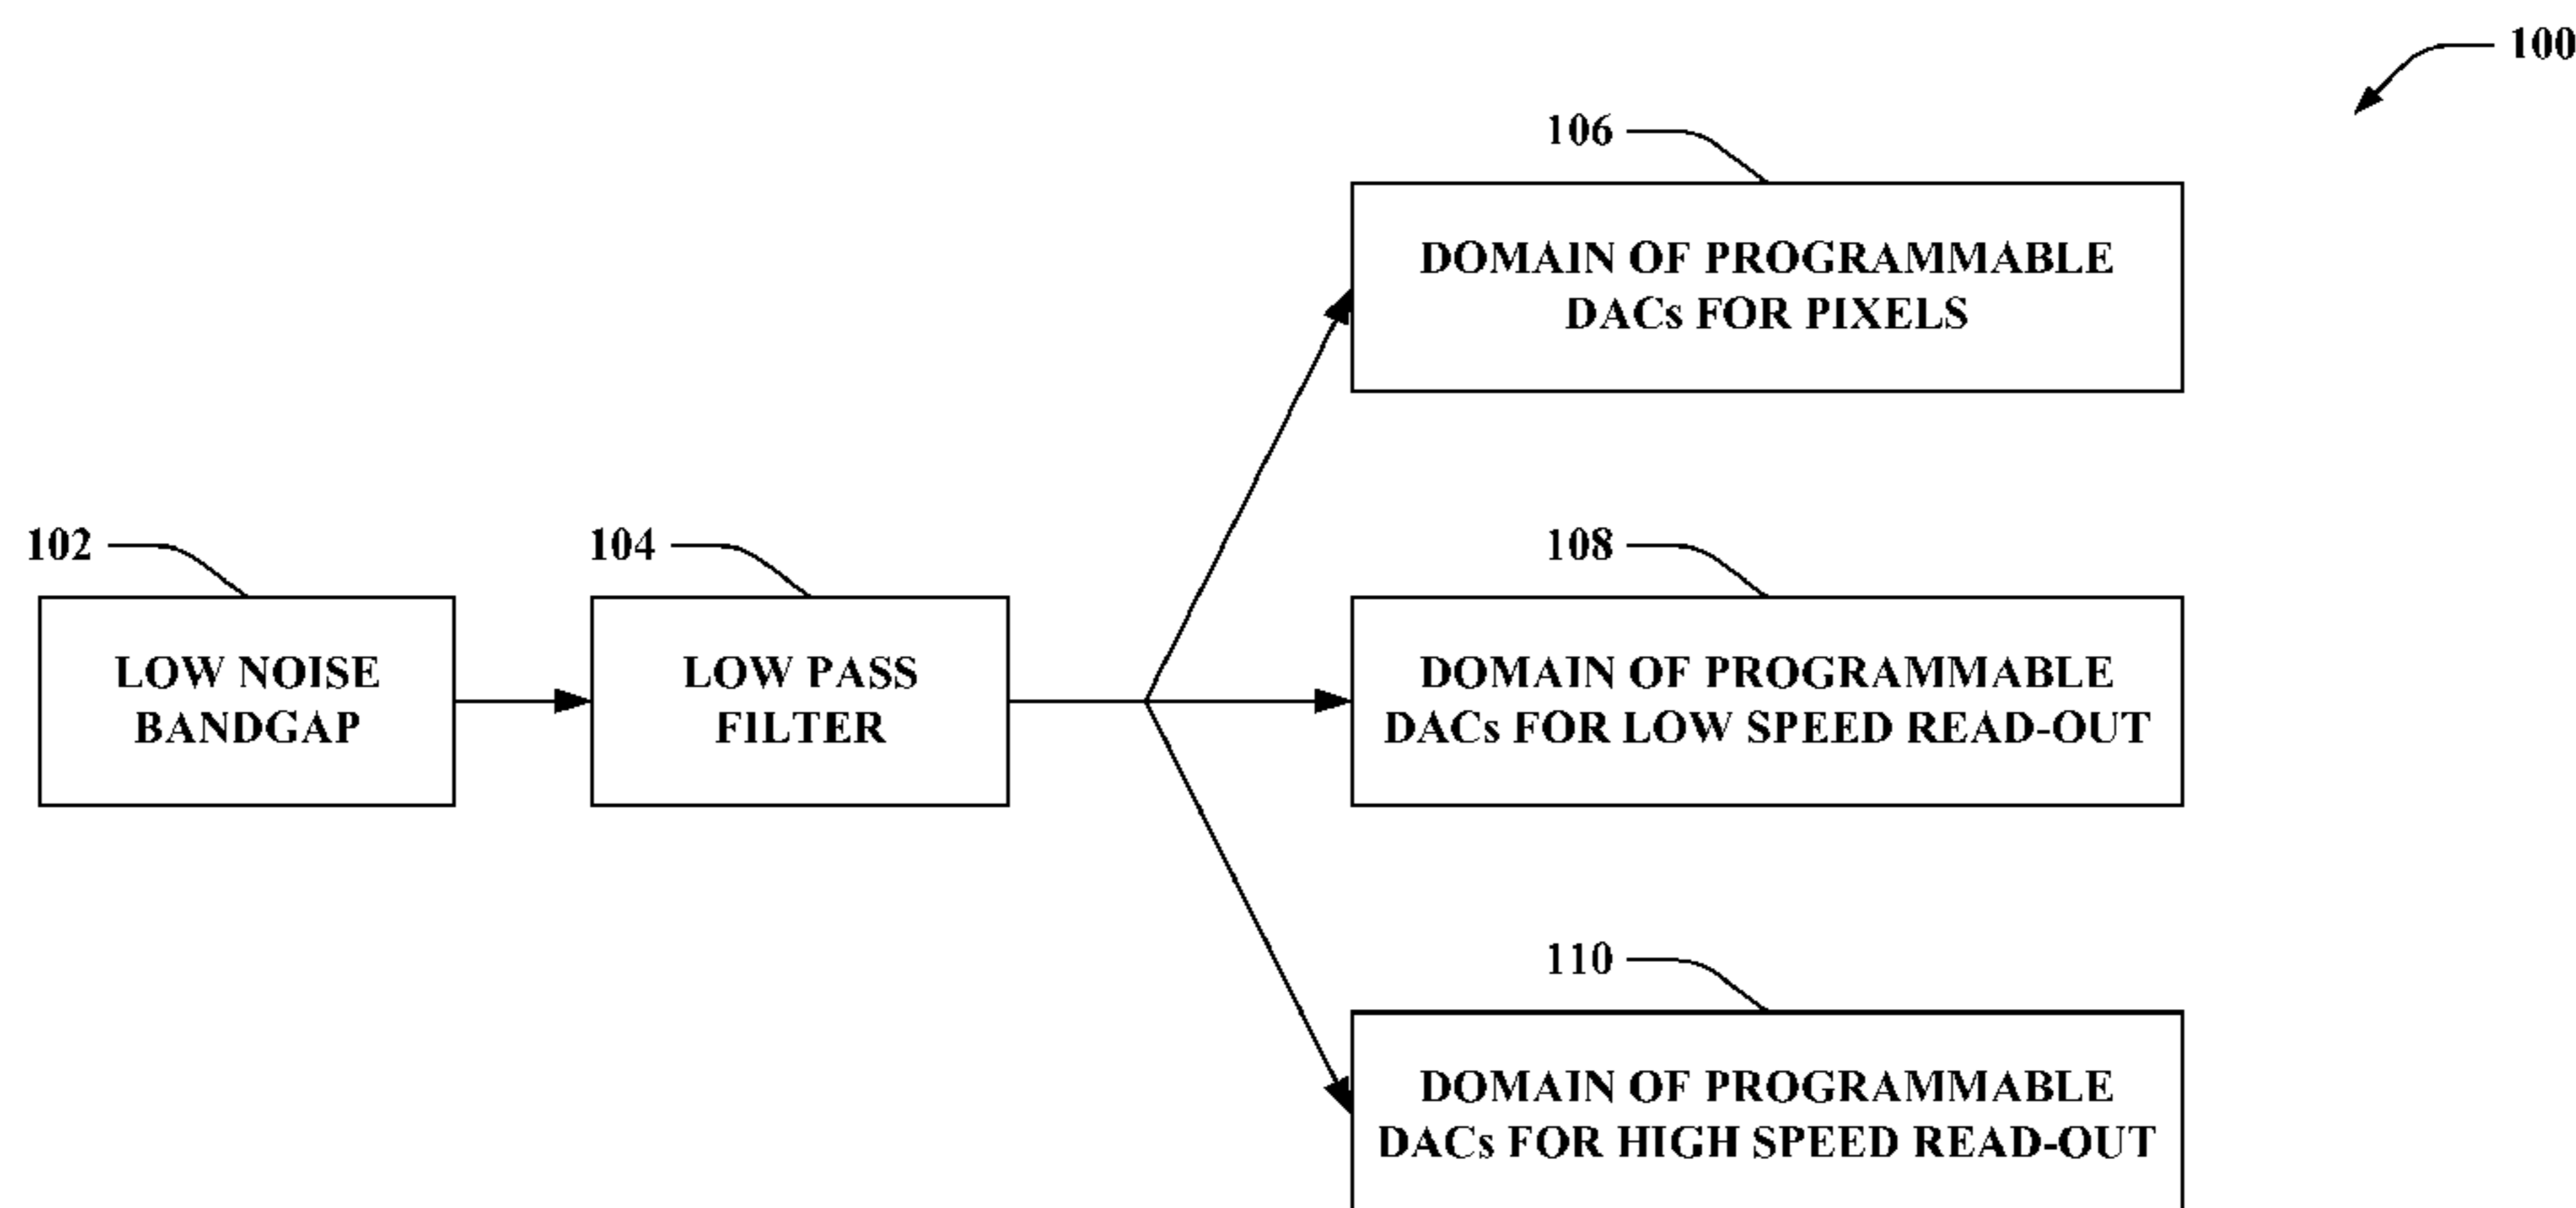 100
106
DOMAIN OF PROGRAMMABLE
DACs FOR PIXELS
102
104
108
LOW NOISE
BANDGAP
LOW PASS
FILTER
DOMAIN OF PROGRAMMABLE
DACs FOR LOW SPEED READ-OUT
110
DOMAIN OF PROGRAMMABLE
DACs FOR HIGH SPEED READ-OUT